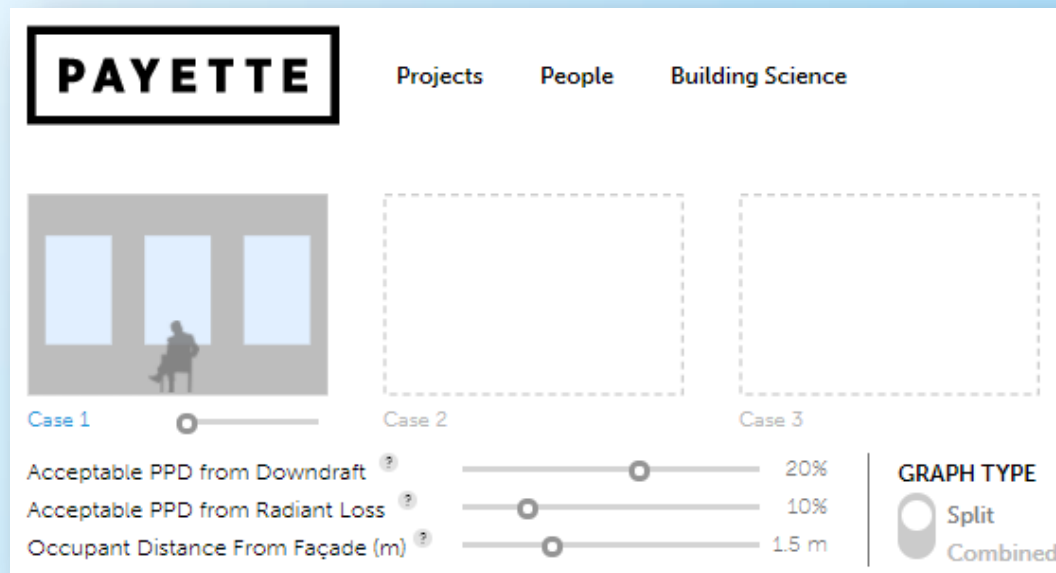 PAYETTE
Projects People Building Science
Case 1 Case 2 Case 3
Acceptable PPD from Downdraft ? 20%
Acceptable PPD from Radiant Loss ? 10%
Occupant Distance From Façade (m) ? 1.5 m
GRAPH TYPE
Split
Combined